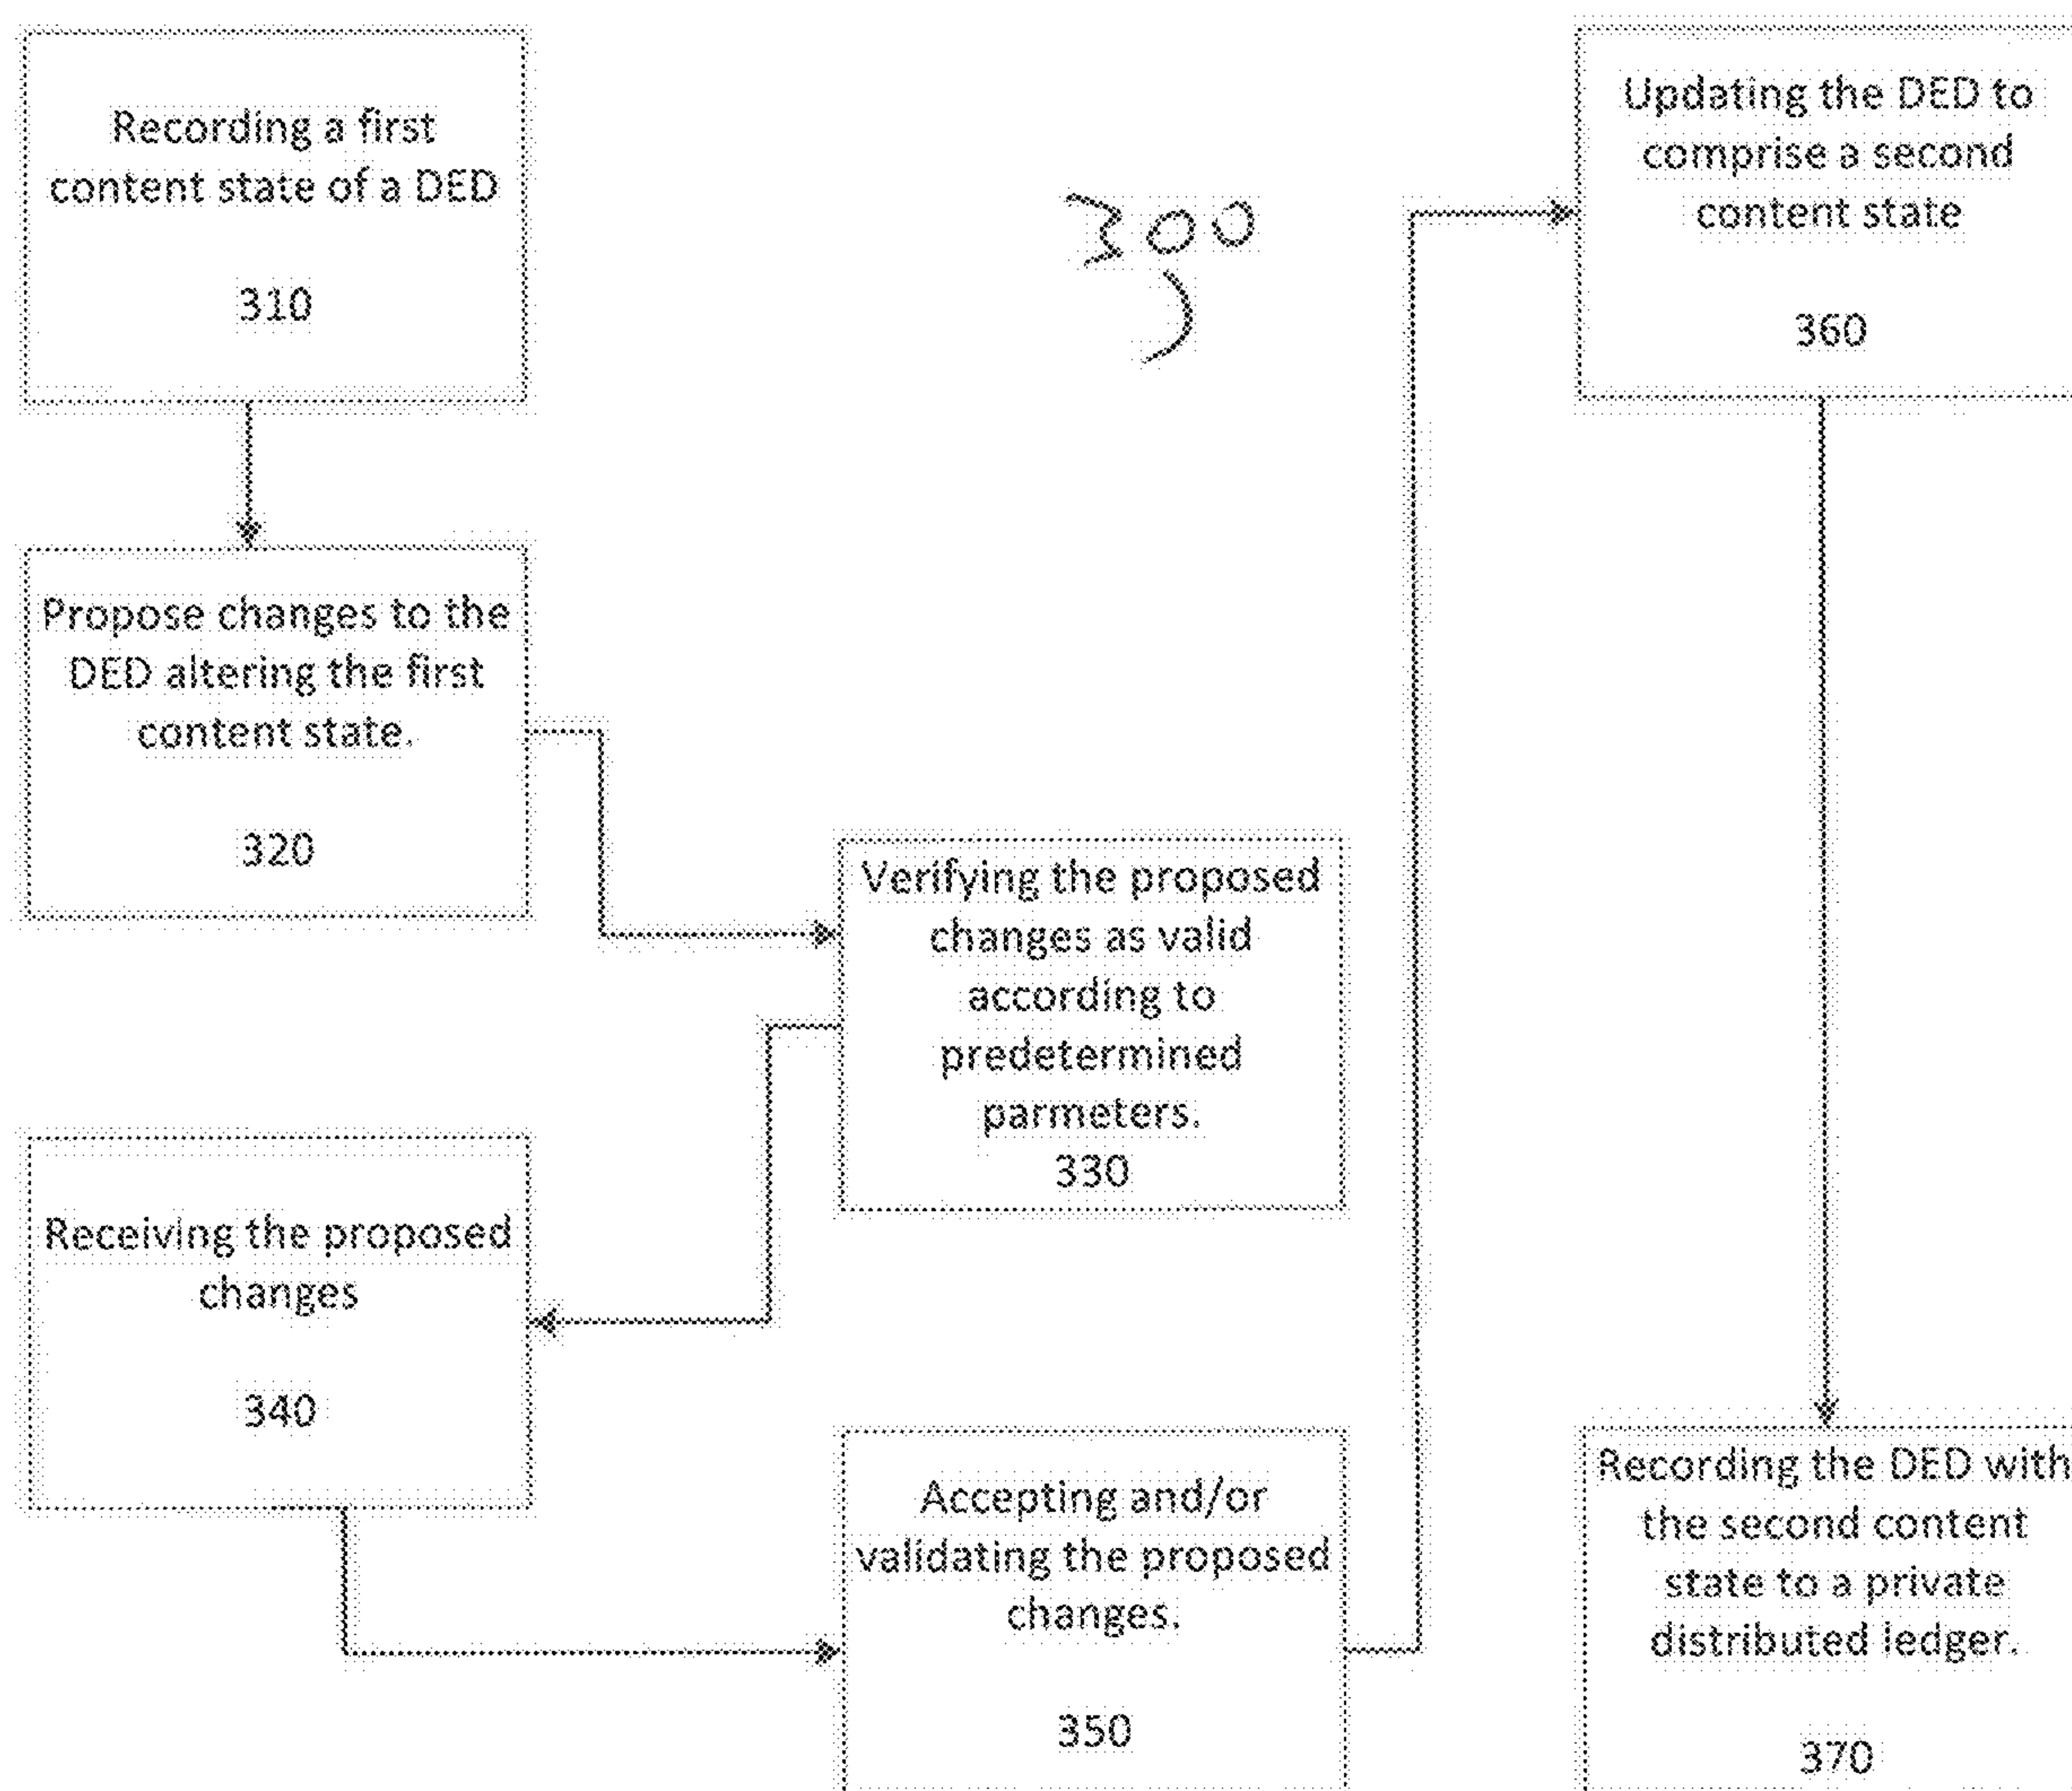 Recording a first
content state of a DED
310
Propose changes to the
DED altering the first
content state.
320
300
Verifying the proposed
changes as valid
according to
predetermined
parmeters.
330
Receiving the proposed
changes
340
Accepting and/or
validating the proposed
changes.
350
Updating the DED to
comprise a second
content state
360
Recording the DED with
the second content
state to a private
distributed ledger.
370